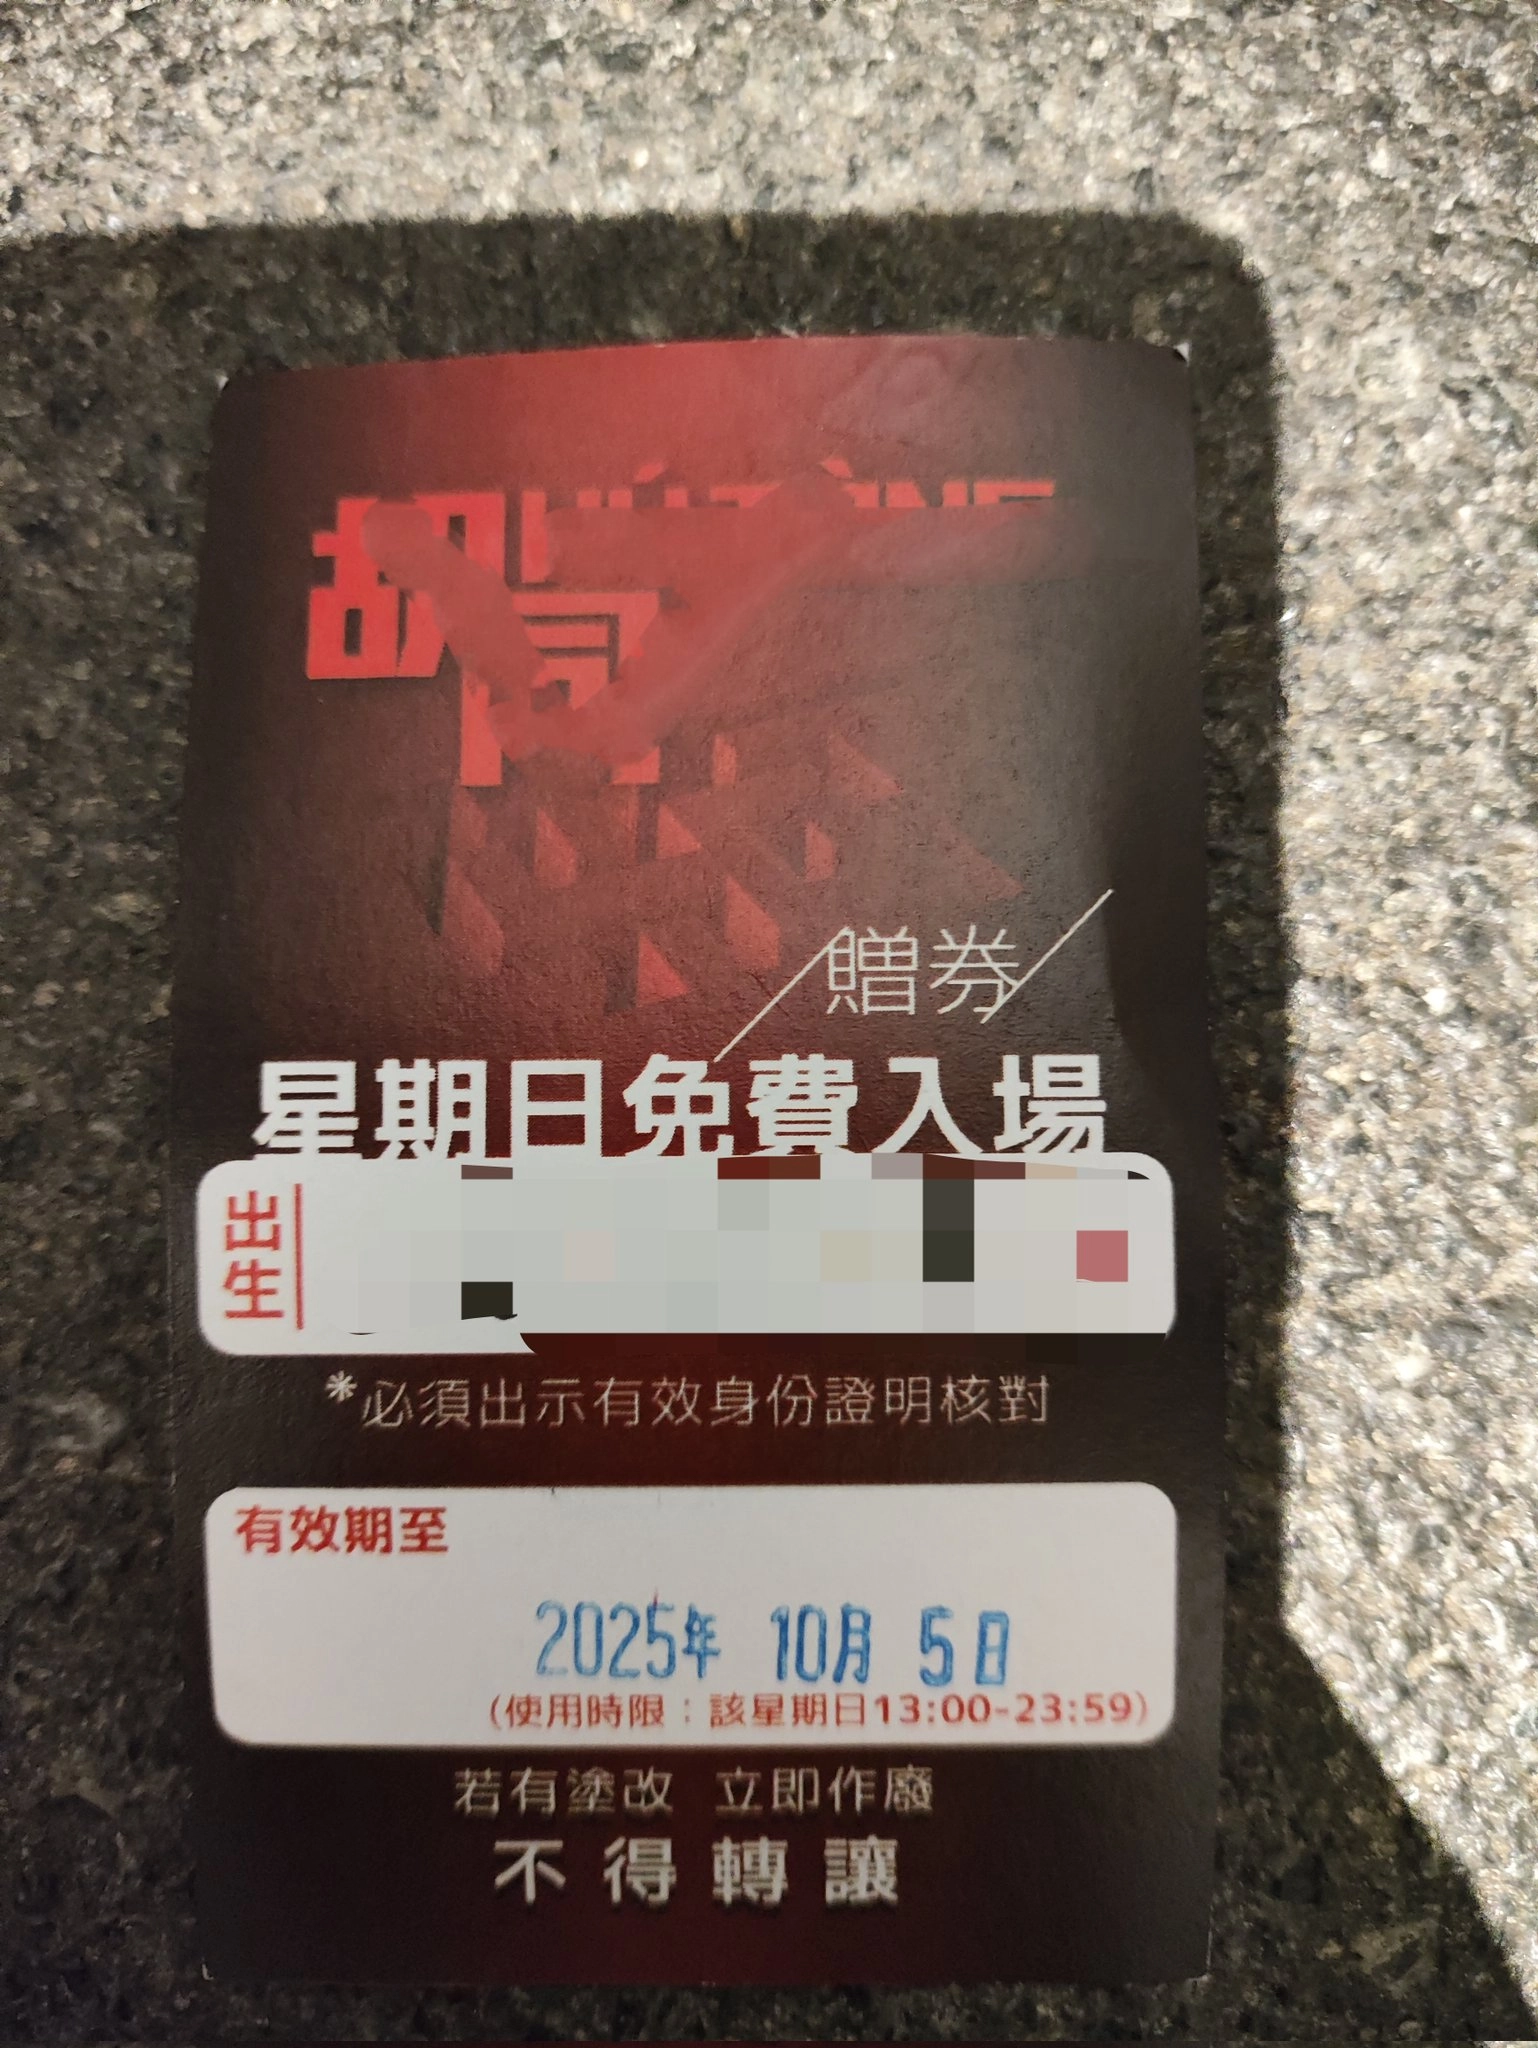 贈券
星期日免費入場
出生
*必須出示有效身份證明核對
有效期至
2025年 10月 5日
(使用時限：該星期日13:00-23:59)
若有塗改 立即作廢
不得轉讓